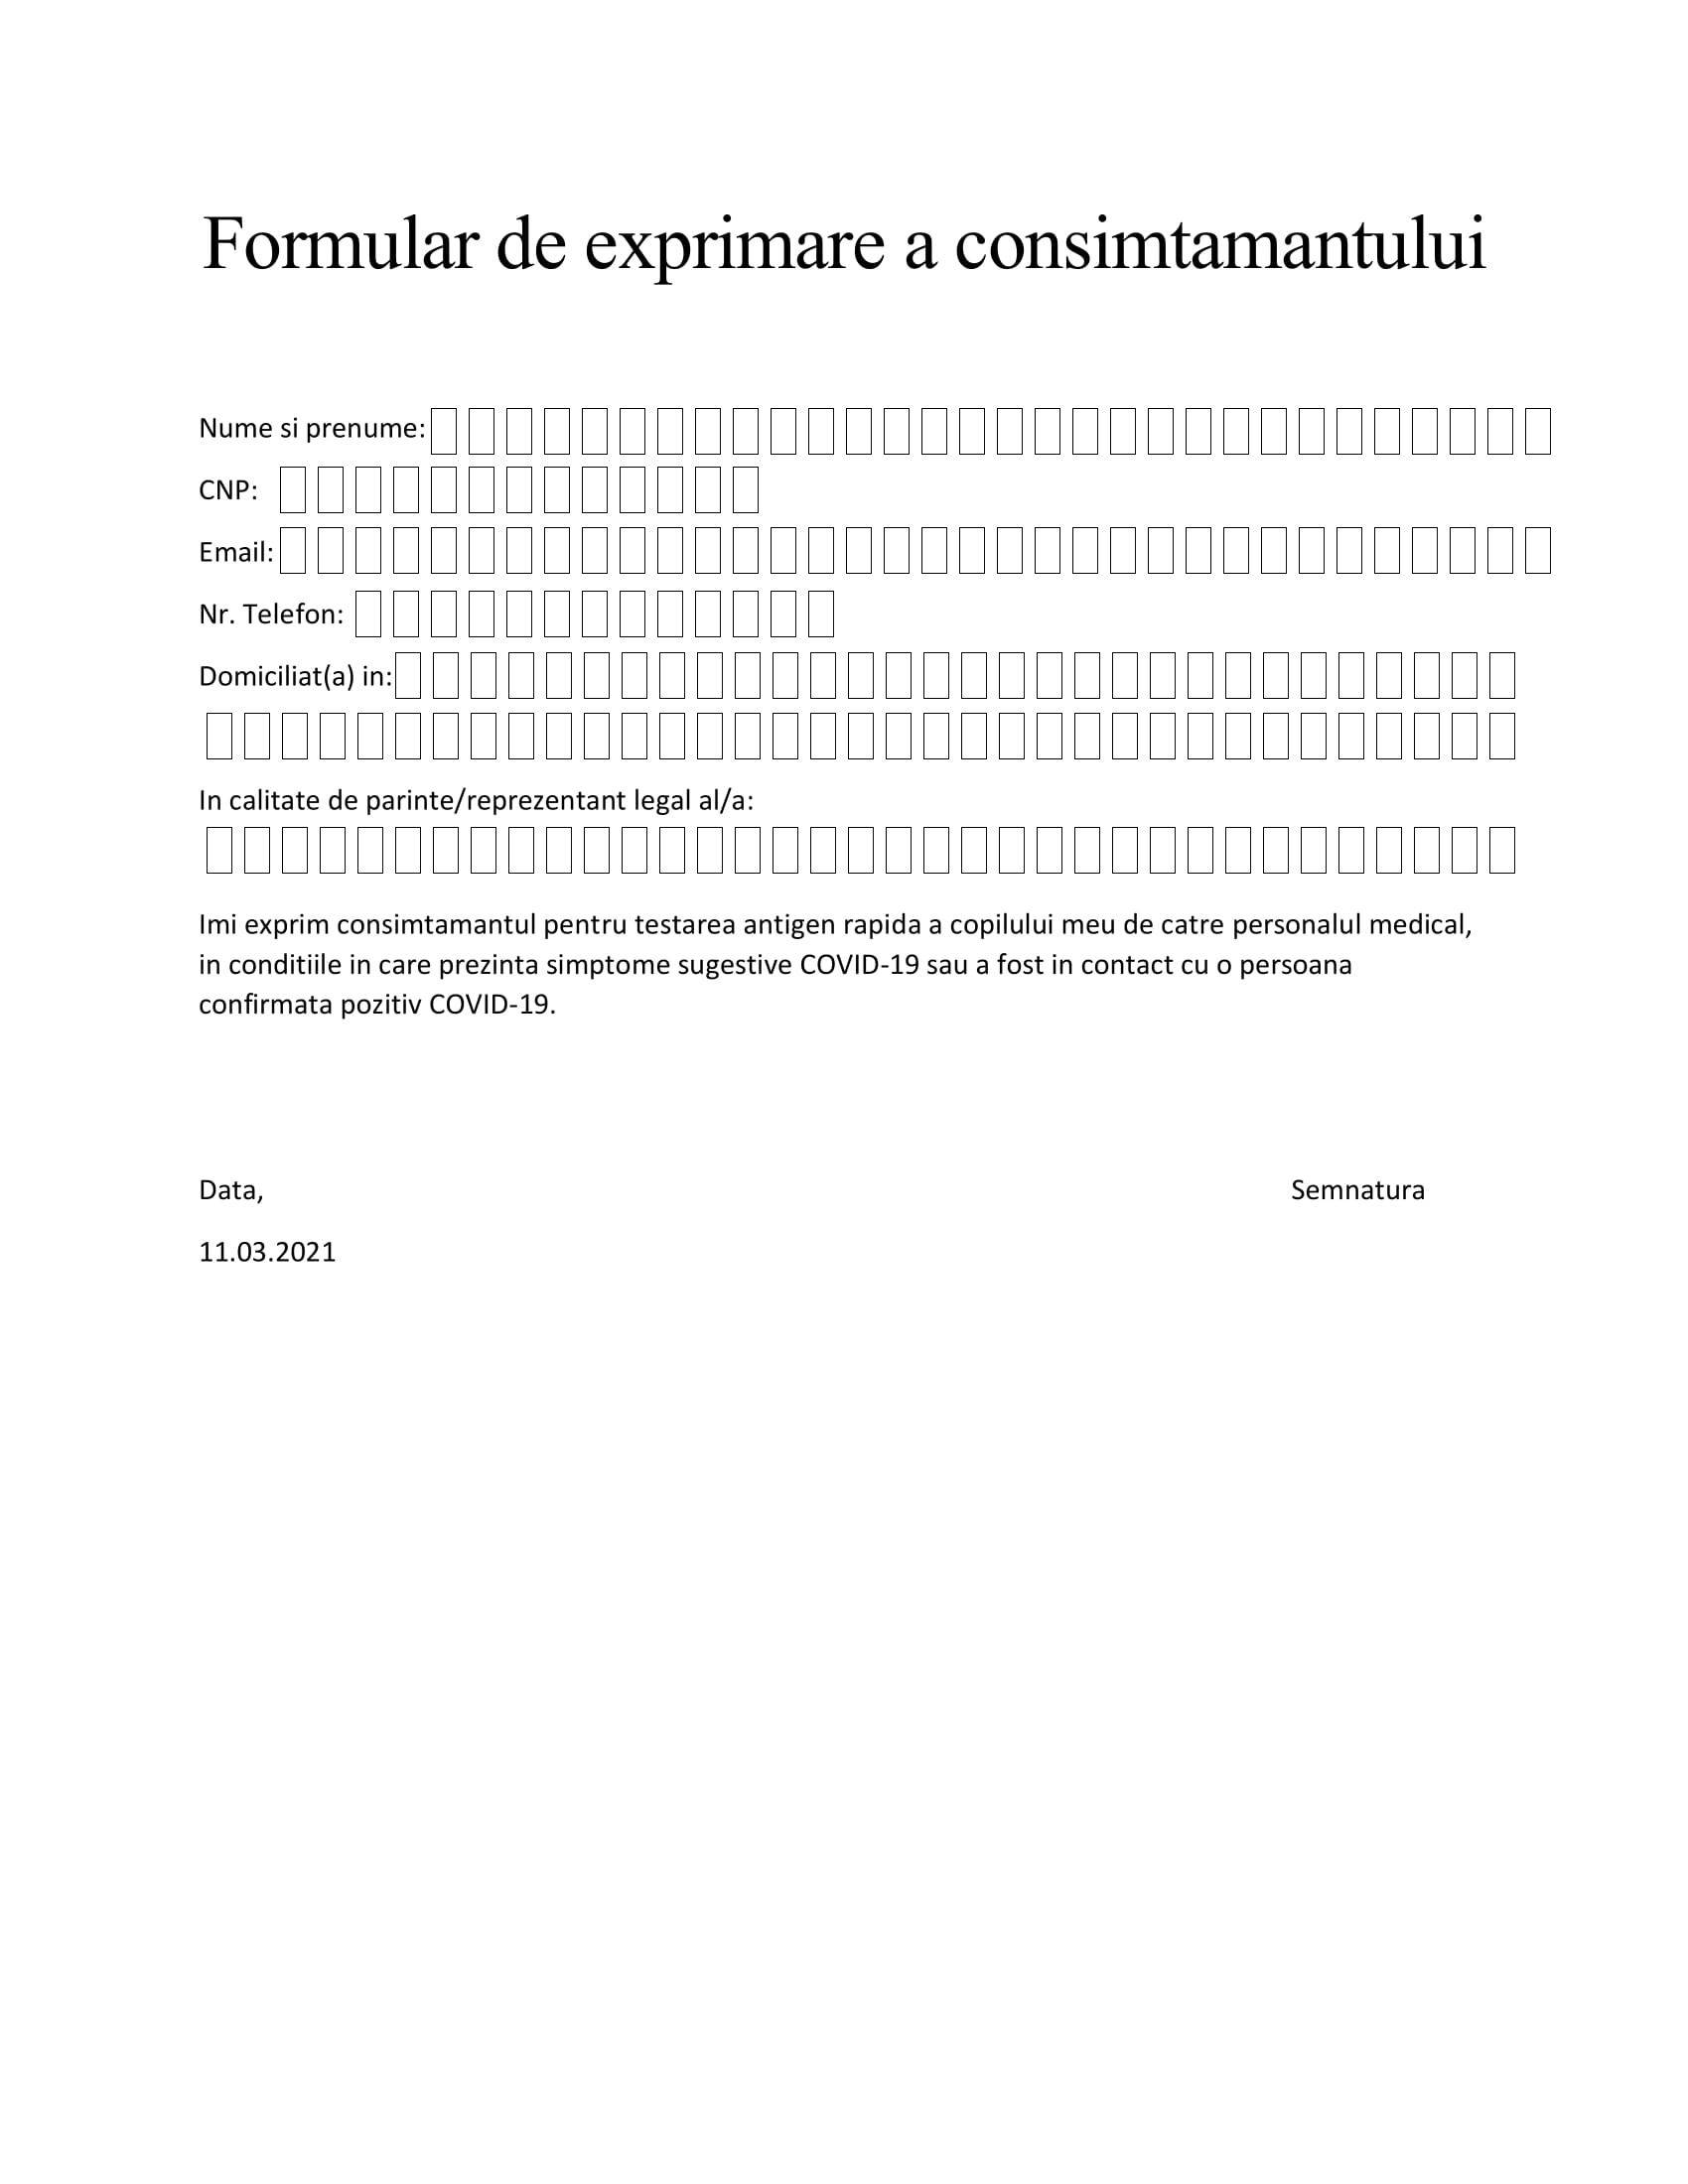 Formular de exprimare a consimtamantului
Nume si prenume:
CNP:
Email:
Nr. Telefon:
Domiciliat(a) in:
In calitate de parinte/reprezentant legal al/a:
Imi exprim consimtamantul pentru testarea antigen rapida a copilului meu de catre personalul medical,
in conditiile in care prezinta simptome sugestive COVID-19 sau a fost in contact cu o persoana
confirmata pozitiv COVID-19.
Data, Semnatura
11.03.2021